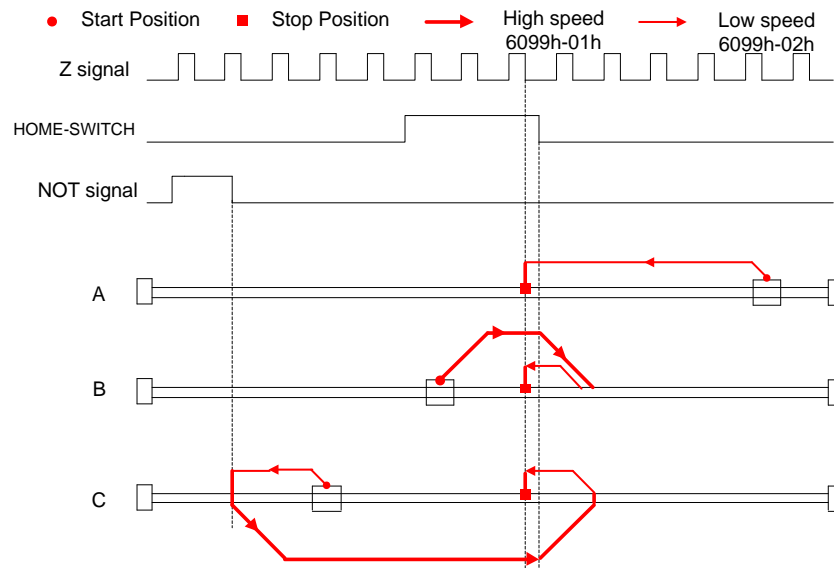 Start Position
Stop Position
High speed
6099h-01h
Low speed
6099h-02h
Z signal
HOME-SWITCH
NOT signal
A
B
C